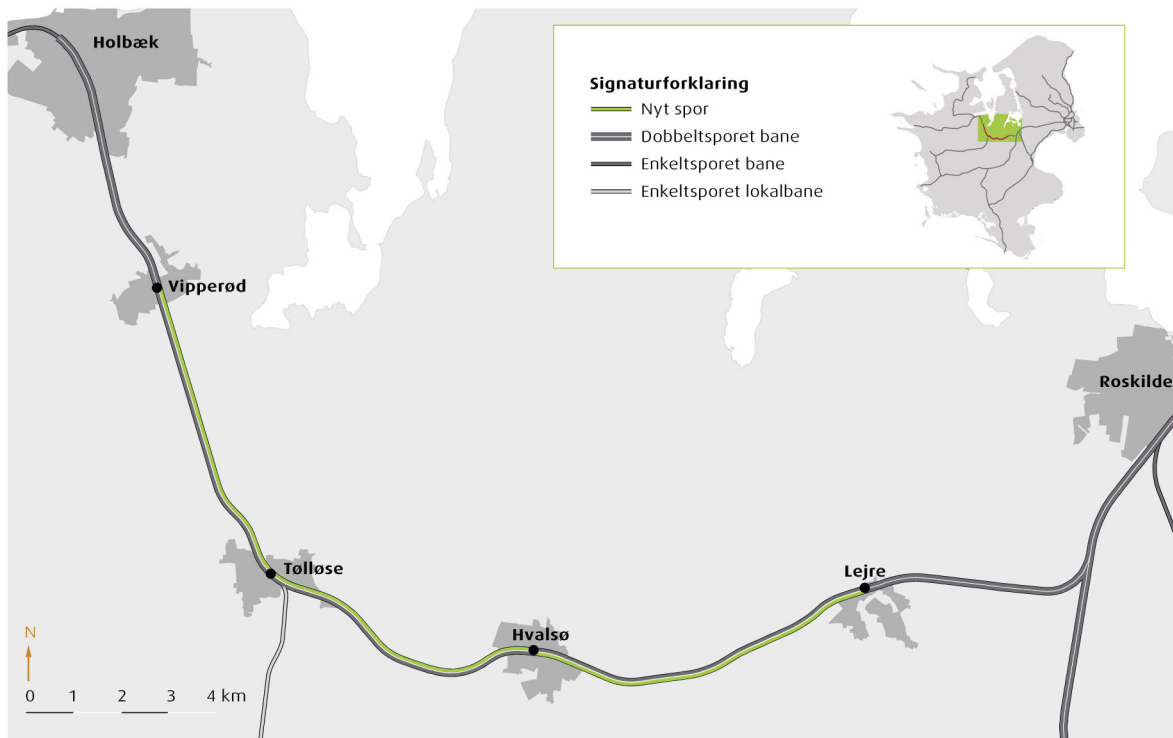 Holbæk
Signaturforklaring
Nyt spor
Dobbeltsporet bane
Enkeltsporet bane
Enkeltsporet lokalbane
Vipperød
Roskilde
Tølløse
Lejre
Hvalsø
N
0 1 2 3 4 km